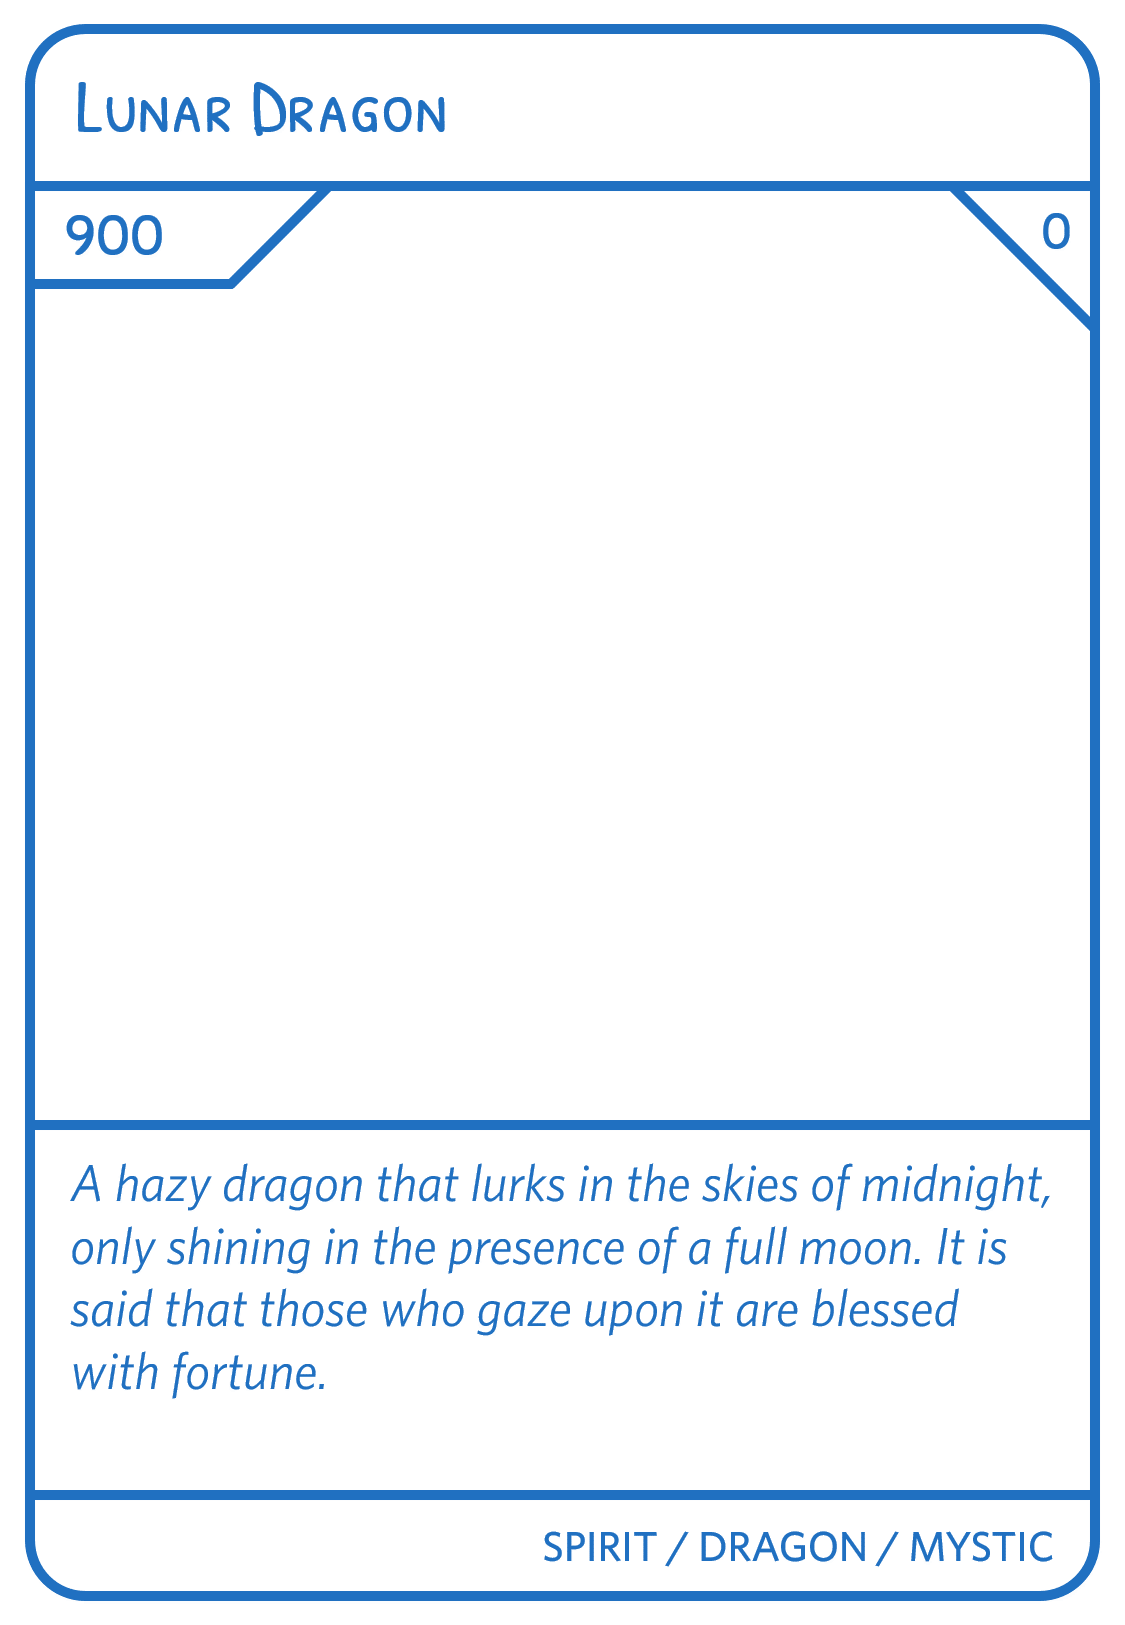 Lunar Dragon
900
0
A hazy dragon that lurks in the skies of midnight,
only shining in the presence of a full moon. It is
said that those who gaze upon it are blessed
with fortune.
SPIRIT / DRAGON / MYSTIC